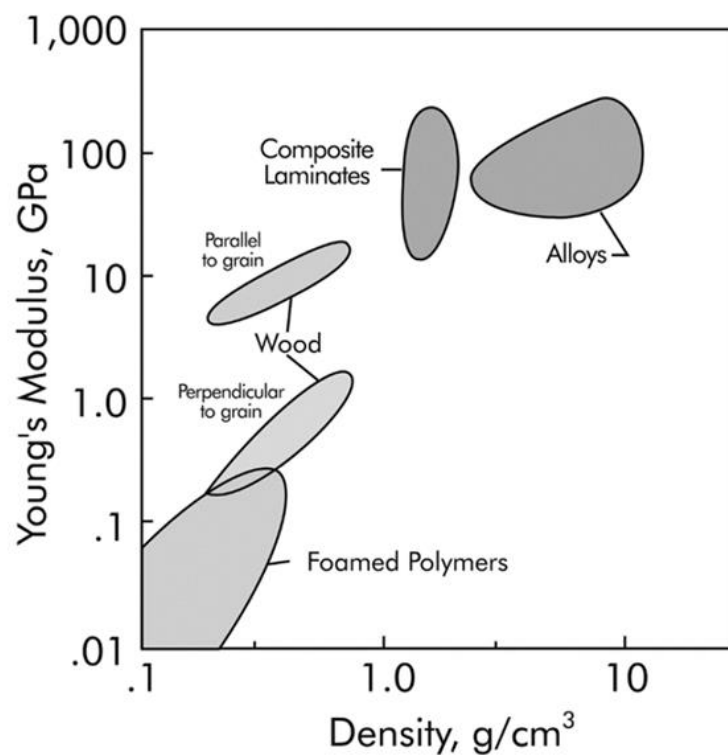 1,000
100
10
1.0
.1
.01
Young's Modulus, GPa
Composite
Laminates
Alloys
Parallel
to grain
Wood
Perpendicular
to grain
Foamed Polymers
.1
1.0
10
Density, g/cm³